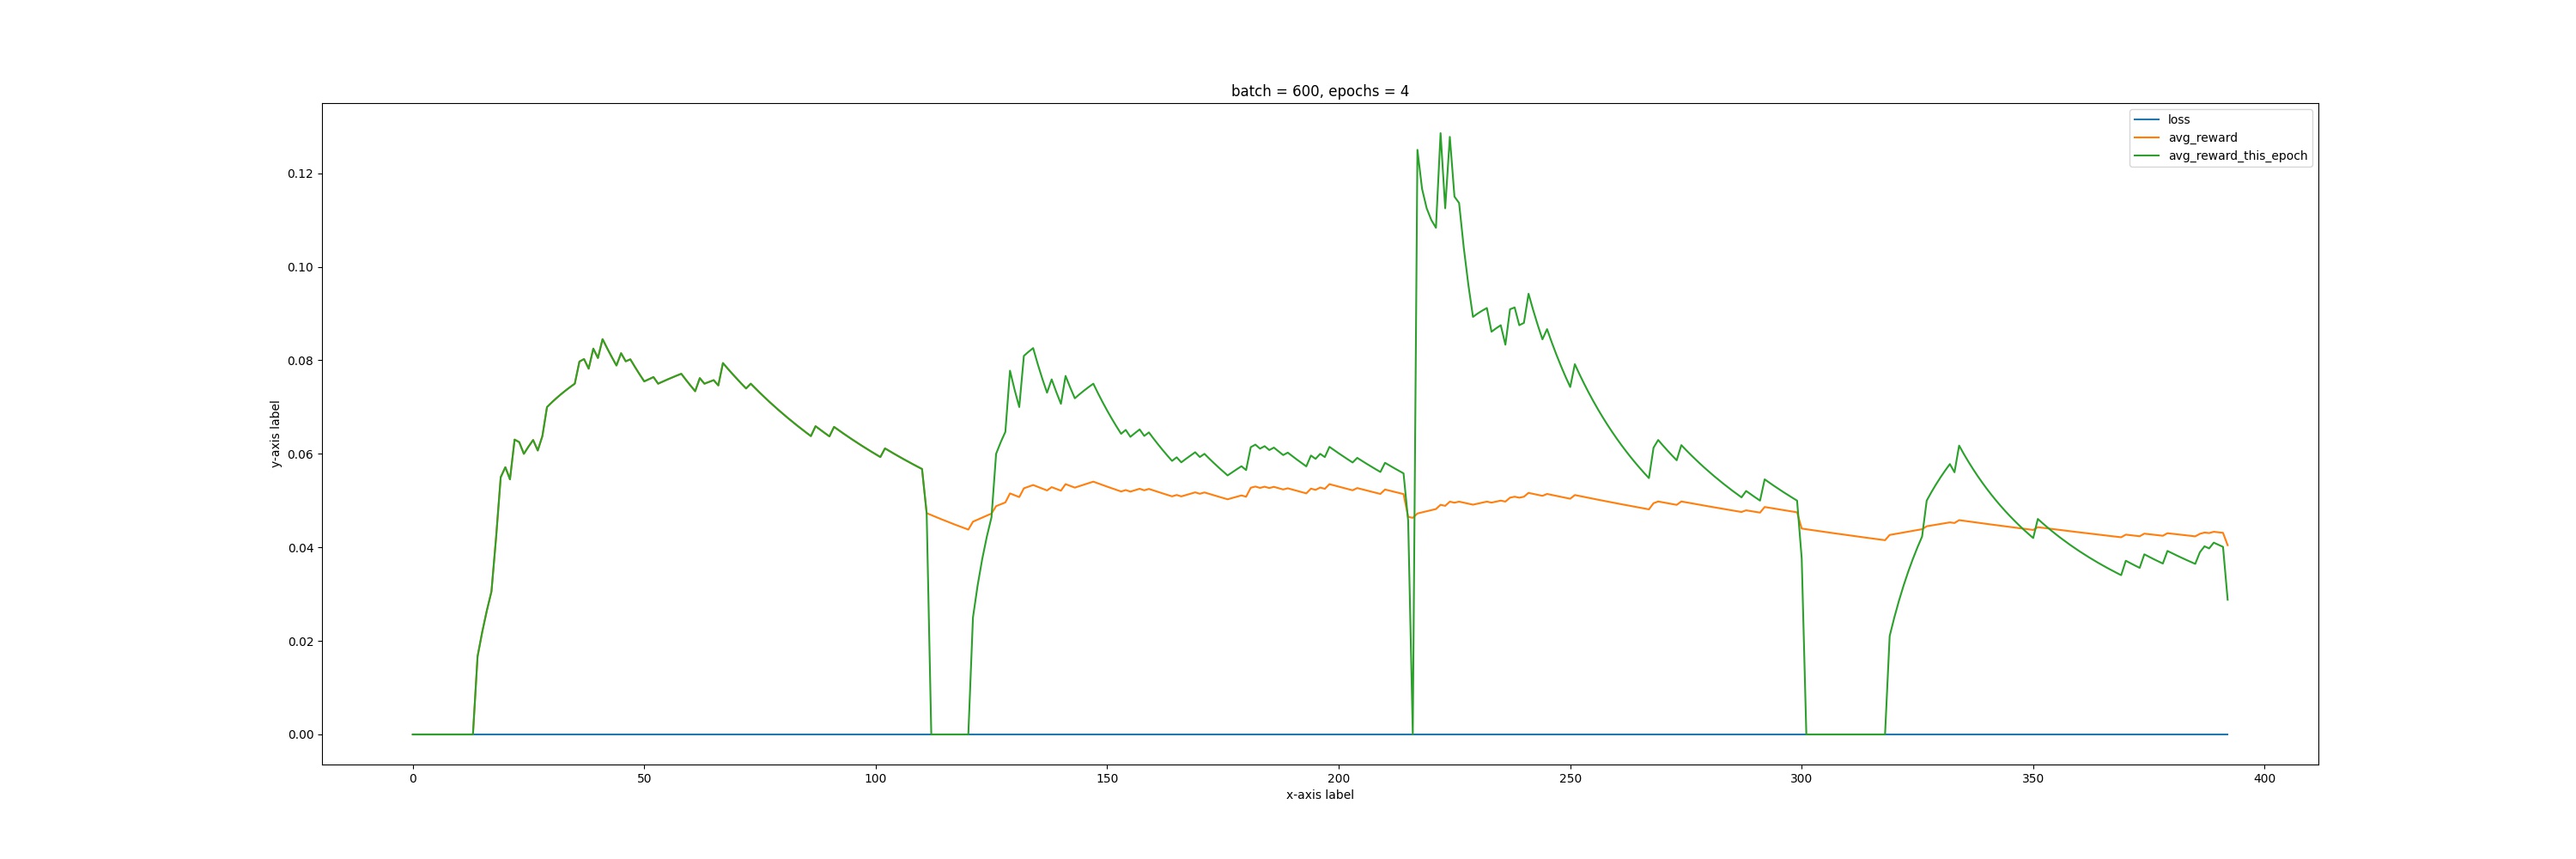 batch = 600, epochs = 4
loss
avg_reward
avg_reward_this_epoch
0.12
0.10
0.08
0.06
0.04
0.02
0.00
y-axis label
0 50 100 150 200 250 300 350 400
x-axis label